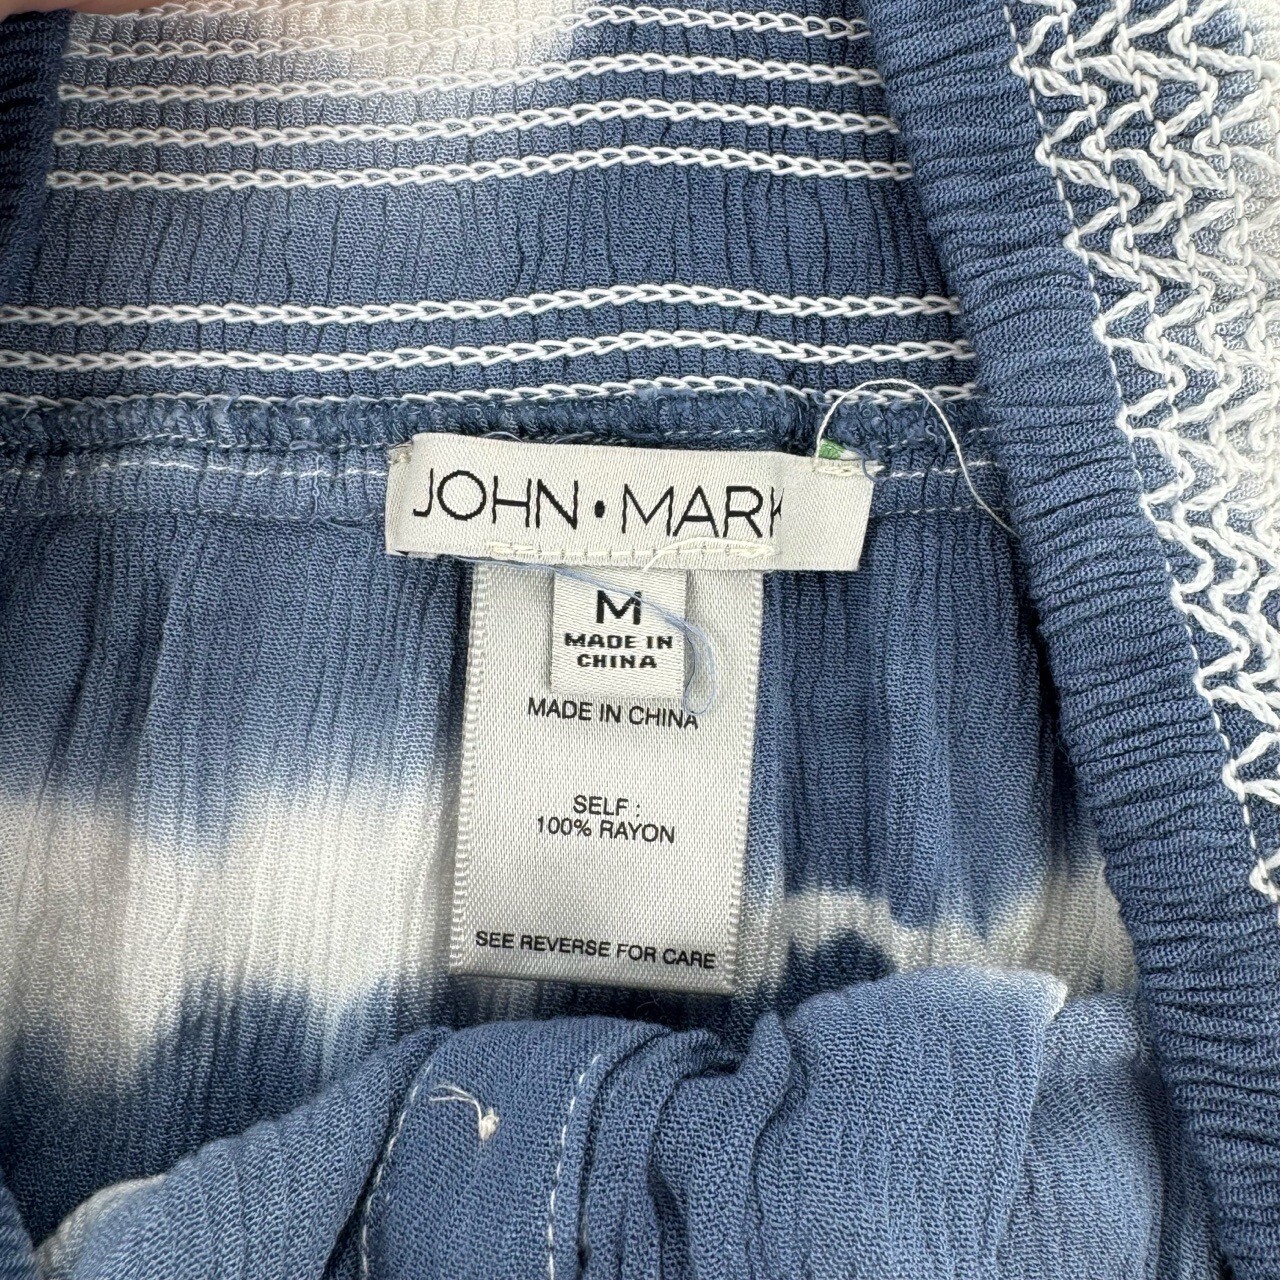 JOHN • MARK
M
MADE IN
CHINA
MADE IN CHINA
SELF :
100% RAYON
SEE REVERSE FOR CARE